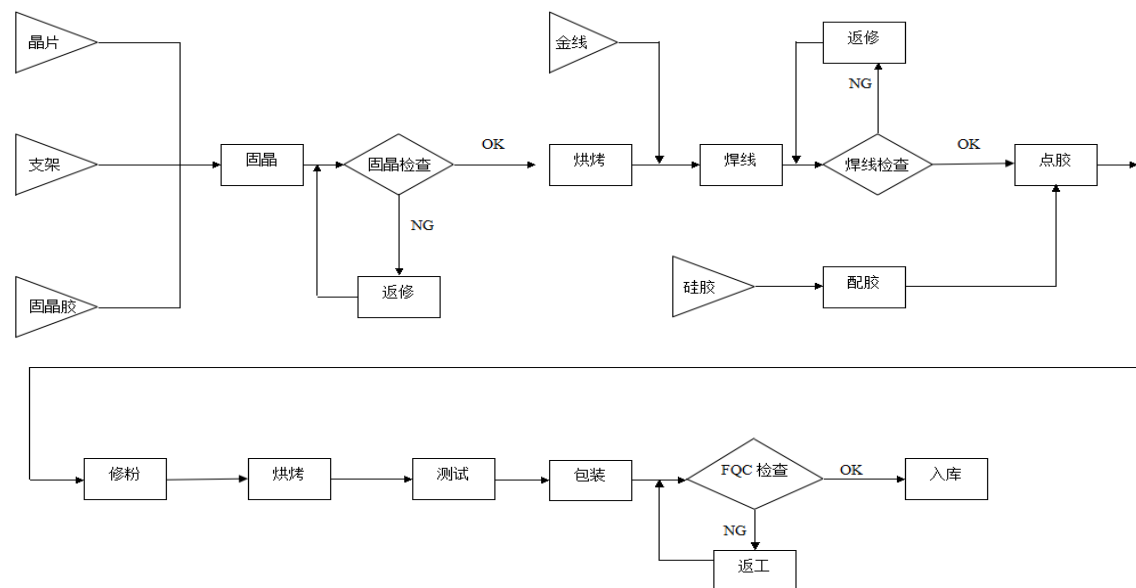 晶片
金线
返修
NG
支架
固晶
固晶检查
OK
烘烤
焊线
焊线检查
OK
点胶
NG
固晶胶
返修
硅胶
配胶
修粉
烘烤
测试
包装
FQC 检查
OK
入库
NG
返工